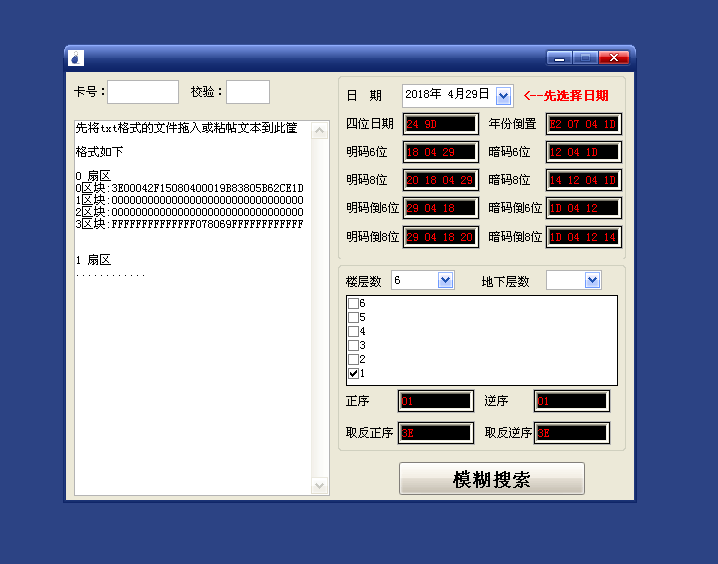 卡号： 校验：
先将txt格式的文件拖入或粘帖文本到此筐
格式如下
0 扇区
0区块:3E00042F15080400019B83805B62CE1D
1区块:00000000000000000000000000000000
2区块:00000000000000000000000000000000
3区块:FFFFFFFFFFFFFF078069FFFFFFFFFFFF
1 扇区
............
日 期 2018年 4月29日 <--先选择日期
四位日期 24 9D 年份倒置 E2 07 04 1D
明码6位 18 04 29 暗码6位 12 04 1D
明码8位 20 18 04 29 暗码8位 14 12 04 1D
明码倒6位 29 04 18 暗码倒6位 1D 04 12
明码倒8位 29 04 18 20 暗码倒8位 1D 04 12 14
楼层数 6 地下层数
6
5
4
3
2
1
正序 01 逆序 01
取反正序 3E 取反逆序 3E
模糊搜索